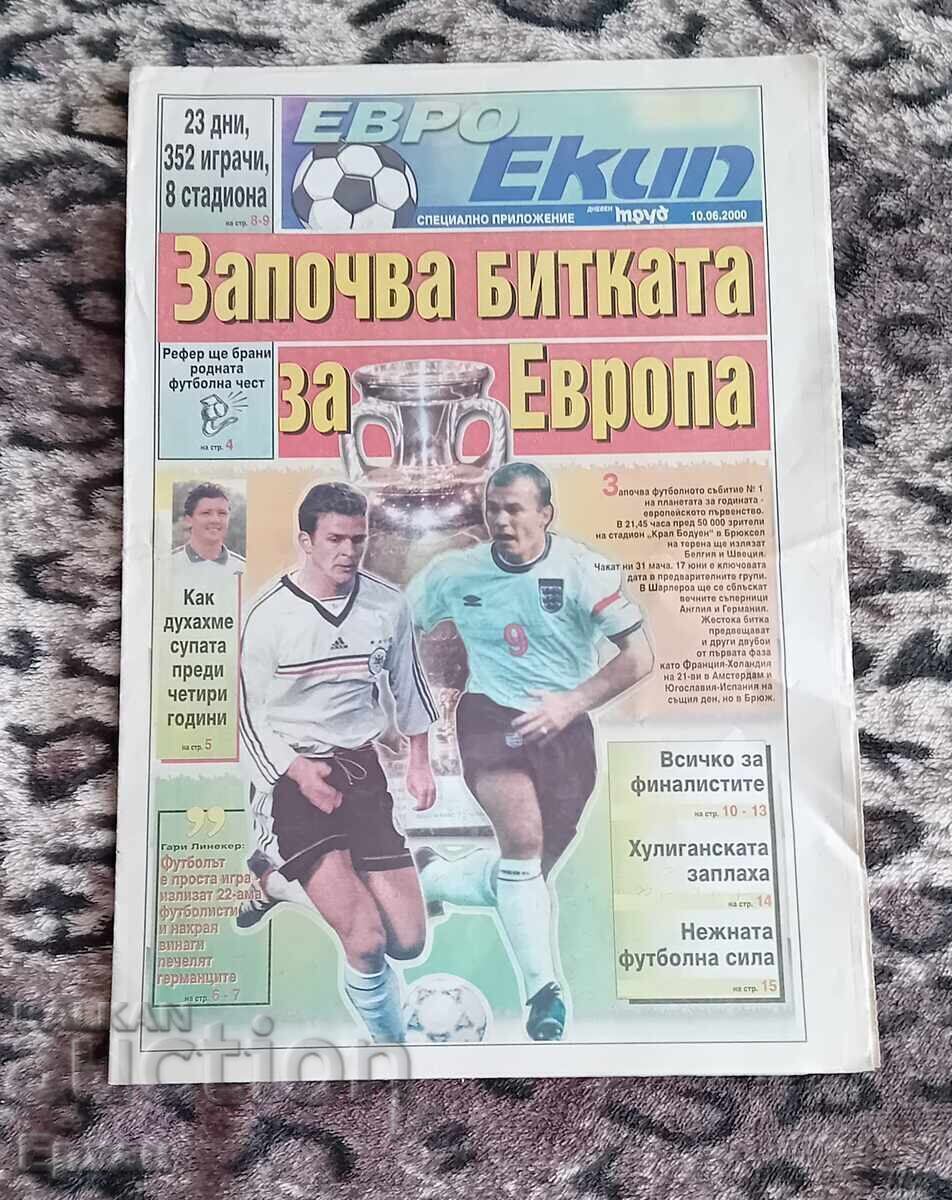 23 дни,
352 играчи,
8 стадиона
на стр. 8-9
ЕВРО
Екип
СПЕЦИАЛНО ПРИЛОЖЕНИЕ ДНЕВЕН Труд 10.06.2000
Започва битката
за Европа
Рефер ще брани
родната
футболна чест
на стр. 4
Започва футболното събитие № 1
на планетата за годината -
европейското първенство.
В 21,45 часа пред 50 000 зрители
на стадион „Крал Бодуен" в Брюксел
на терена ще излязат
Белгия и Швеция.
Чакат ни 31 мача. 17 юни е ключовата
дата в предварителните групи.
В Шарлероа ще се сблъскат
вечните съперници
Англия и Германия.
Жестока битка
предвещават
и други двубои
от първата фаза
като Франция-Холандия
на 21-ви в Амстердам и
Югославия-Испания на
същия ден, но в Брюж.
Как
духахме
супата
преди
четири
години
на стр. 5
9
Всичко за
финалистите
на стр. 10 - 13
Хулиганската
заплаха
на стр. 14
Нежната
футболна сила
на стр. 15
Гари Линекер:
Футболът
е проста игра -
излизат 22-ама
футболисти
и накрая
винаги
печелят
германците
на стр. 6 - 7
БАЛКАН
auction